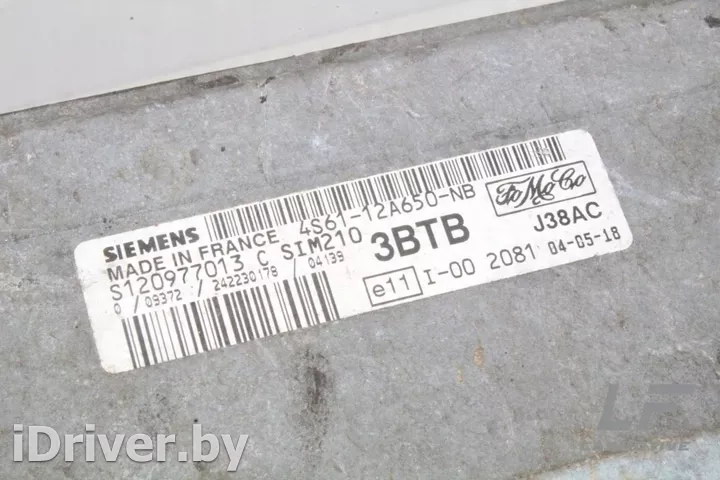 SIEMENS 4S61-12A650-NB FoMoCo
MADE IN FRANCE
S120977013 C SIM210 3BTB J38AC
0 / 09372 / 242230178 / 04139
e11 I-00 2081 04-05-18
iDriver.by